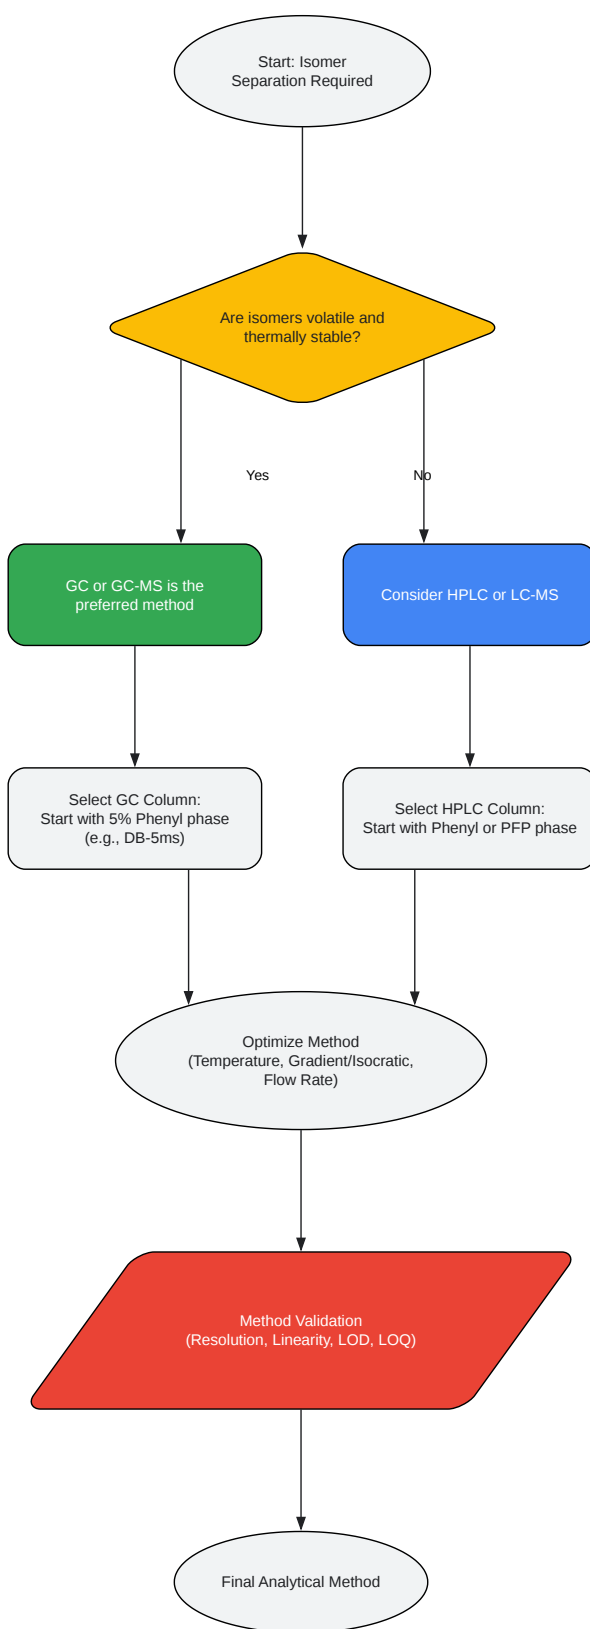 Start: Isomer
Separation Required
Are isomers volatile and
thermally stable?
Yes
No
GC or GC-MS is the
preferred method
Consider HPLC or LC-MS
Select GC Column:
Start with 5% Phenyl phase
(e.g., DB-5ms)
Select HPLC Column:
Start with Phenyl or PFP phase
Optimize Method
(Temperature, Gradient/Isocratic,
Flow Rate)
Method Validation
(Resolution, Linearity, LOD, LOQ)
Final Analytical Method